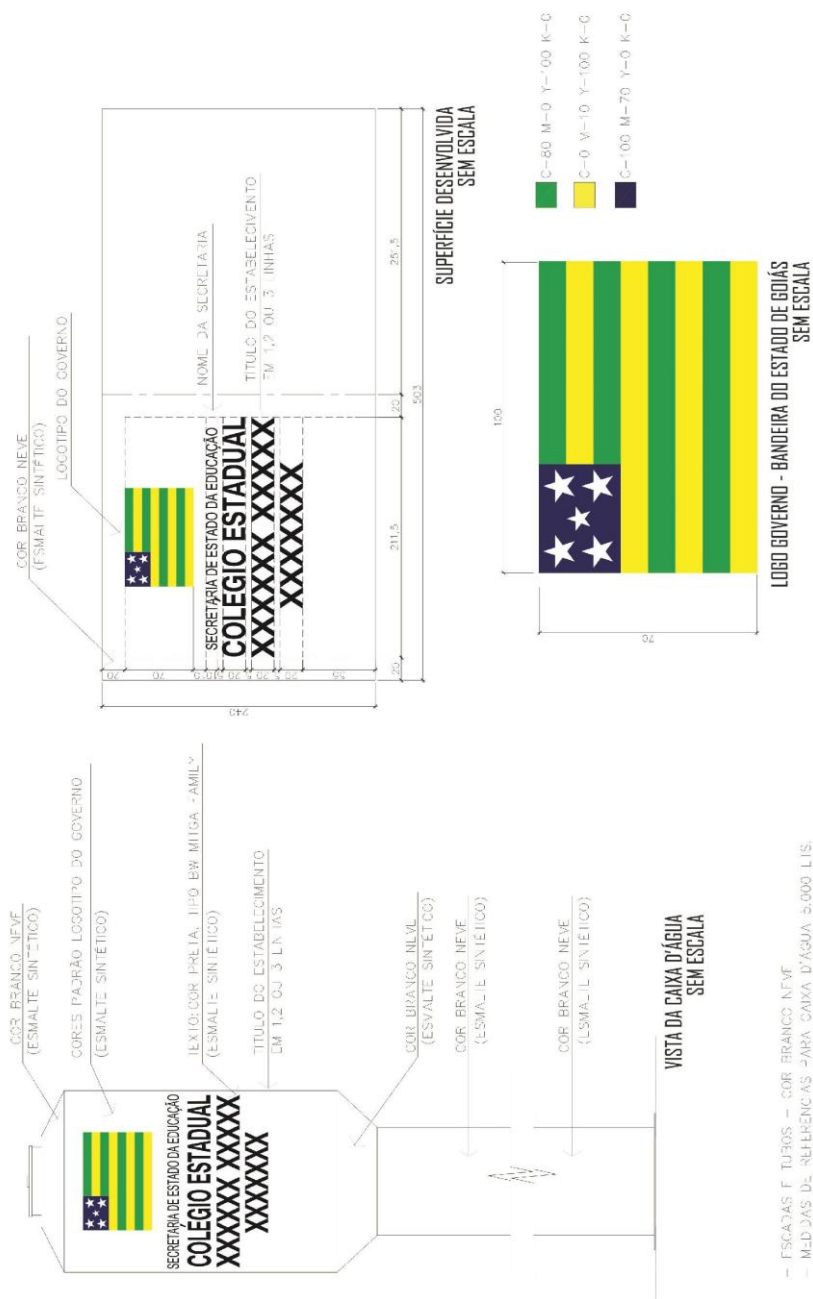 COR BRANCO NEVE
(ESMALTE SINTÉTICO)
CORES PADRÃO LOGOTIPO DO GOVERNO
(ESMALTE SINTÉTICO)
SECRETARIA DE ESTADO DA EDUCAÇÃO
COLÉGIO ESTADUAL
XXXXXX XXXXX
XXXXXXX
TEXTO: COR PRETA, TIPO BW MITGA FAMILY
(ESMALTE SINTÉTICO)
TITULO DO ESTABELECIMENTO
EM 1,2 OU 3 LINHAS
COR BRANCO NEVE
(ESMALTE SINTÉTICO)
COR BRANCO NEVE
(ESMALTE SINTÉTICO)
COR BRANCO NEVE
(ESMALTE SINTÉTICO)
VISTA DA CAIXA D'ÁGUA
SEM ESCALA
- ESCADAS E TUBOS - COR BRANCO NEVE
- MEDIDAS DE REFERENCIAS PARA CAIXA D'ÁGUA 5.000 LTS.
COR BRANCO NEVE
(ESMALTE SINTÉTICO)
LOGOTIPO DO GOVERNO
SECRETARIA DE ESTADO DA EDUCAÇÃO
COLÉGIO ESTADUAL
XXXXXX XXXXX
XXXXXXX
NOME DA SECRETARIA
TITULO DO ESTABELECIMENTO
EM 1,2 OU 3 LINHAS
240
70
20
211,5
20
251,5
503
SUPERFÍCIE DESENVOLVIDA
SEM ESCALA
100
70
LOGO GOVERNO - BANDEIRA DO ESTADO DE GOIÁS
SEM ESCALA
C-80 M-0 Y-100 K-0
C-0 M-10 Y-100 K-0
C-100 M-70 Y-0 K-0